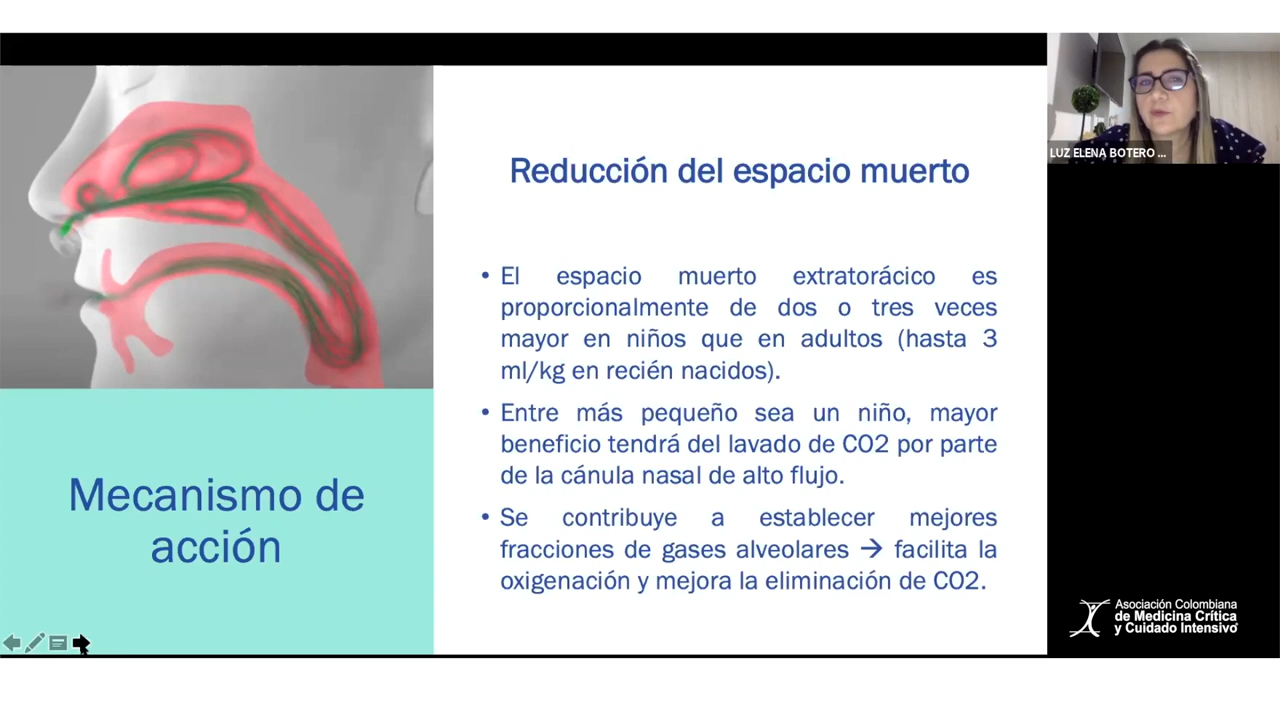 LUZ ELENA BOTERO ...
Reducción del espacio muerto
• El espacio muerto extratorácico es
proporcionalmente de dos o tres veces
mayor en niños que en adultos (hasta 3
ml/kg en recién nacidos).
• Entre más pequeño sea un niño, mayor
beneficio tendrá del lavado de CO2 por parte
de la cánula nasal de alto flujo.
• Se contribuye a establecer mejores
fracciones de gases alveolares → facilita la
oxigenación y mejora la eliminación de CO2.
Mecanismo de
acción
Asociación Colombiana
de Medicina Crítica
y Cuidado Intensivo